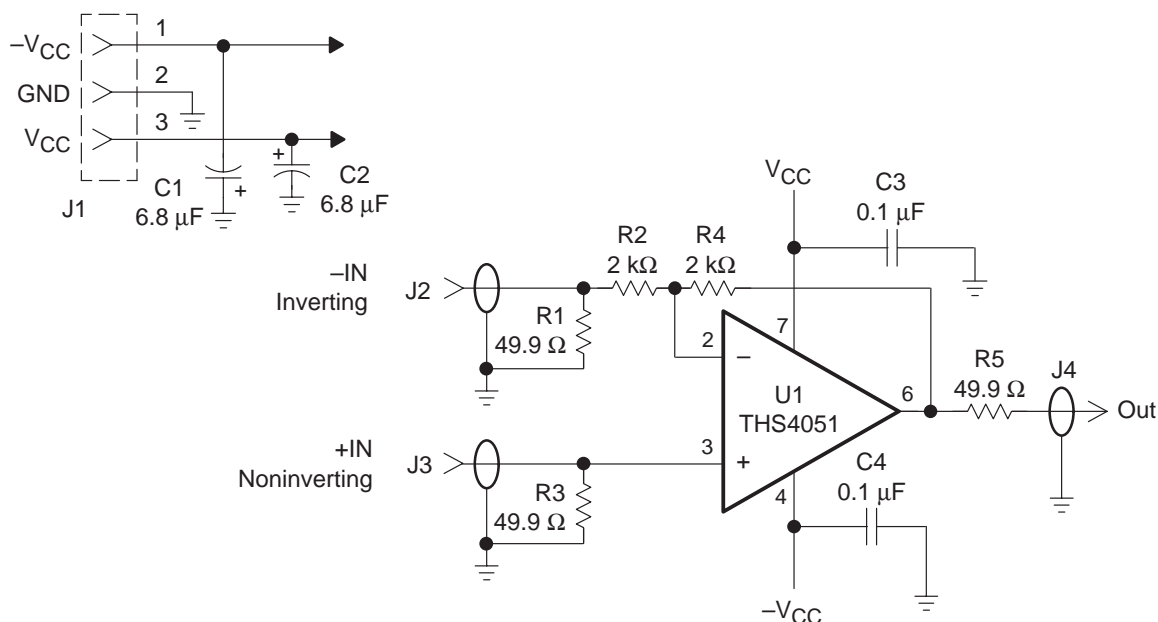 1
–VCC
2
GND
3
VCC
J1
C1
6.8 μF
+
+
C2
6.8 μF
VCC
C3
0.1 μF
R2
2 kΩ
R4
2 kΩ
–IN
Inverting
J2
R1
49.9 Ω
7
2
–
U1
THS4051
6
R5
49.9 Ω
J4
Out
+IN
Noninverting
J3
3
+
R3
49.9 Ω
4
C4
0.1 μF
–VCC